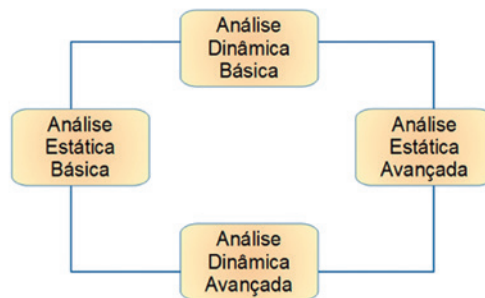 Análise
Dinâmica
Básica
Análise
Estática
Básica
Análise
Estática
Avançada
Análise
Dinâmica
Avançada